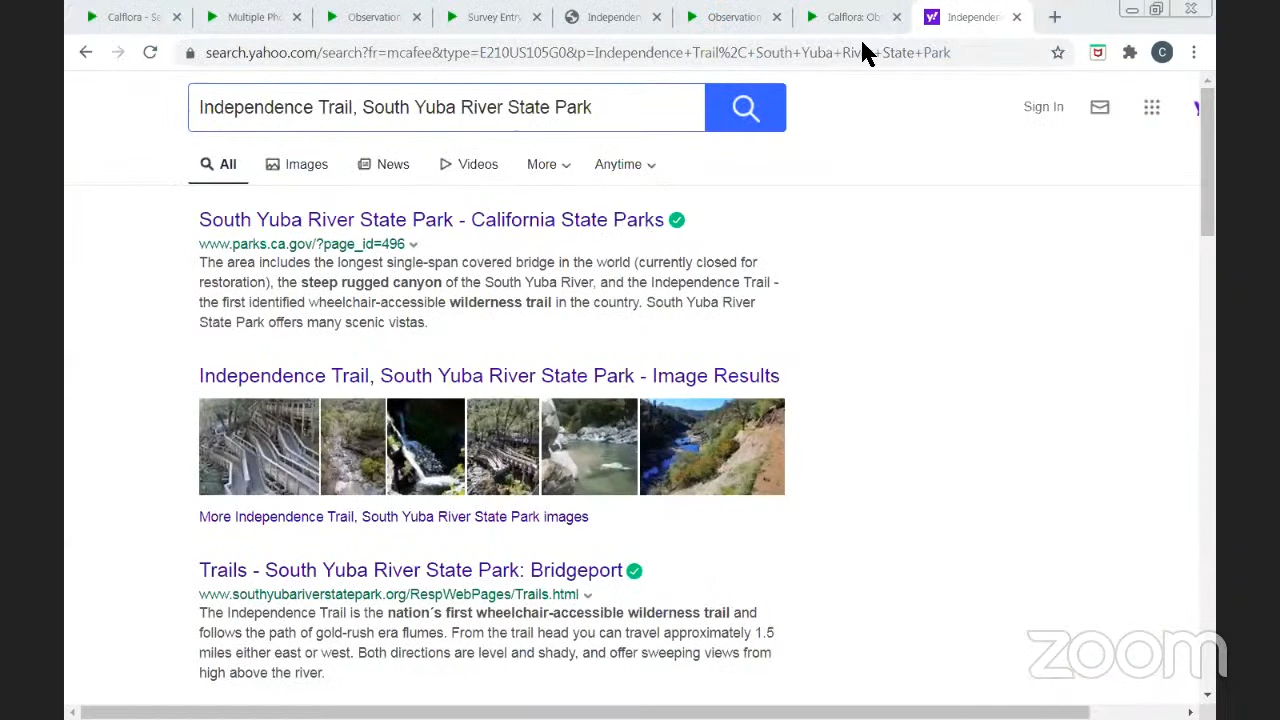 Calflora - Se
Multiple Pho
Observation
Survey Entry
Independen
Observation
Calflora: Ob
Independen
search.yahoo.com/search?fr=mcafee&type=E210US105G0&p=Independence+Trail%2C+South+Yuba+River+State+Park
C
Independence Trail, South Yuba River State Park
Sign In
All
Images
News
Videos
More
Anytime
South Yuba River State Park - California State Parks
www.parks.ca.gov/?page_id=496
The area includes the longest single-span covered bridge in the world (currently closed for
restoration), the steep rugged canyon of the South Yuba River, and the Independence Trail -
the first identified wheelchair-accessible wilderness trail in the country. South Yuba River
State Park offers many scenic vistas.
Independence Trail, South Yuba River State Park - Image Results
More Independence Trail, South Yuba River State Park images
Trails - South Yuba River State Park: Bridgeport
www.southyubariverstatepark.org/RespWebPages/Trails.html
The Independence Trail is the nation´s first wheelchair-accessible wilderness trail and
follows the path of gold-rush era flumes. From the trail head you can travel approximately 1.5
miles either east or west. Both directions are level and shady, and offer sweeping views from
high above the river.
zoom